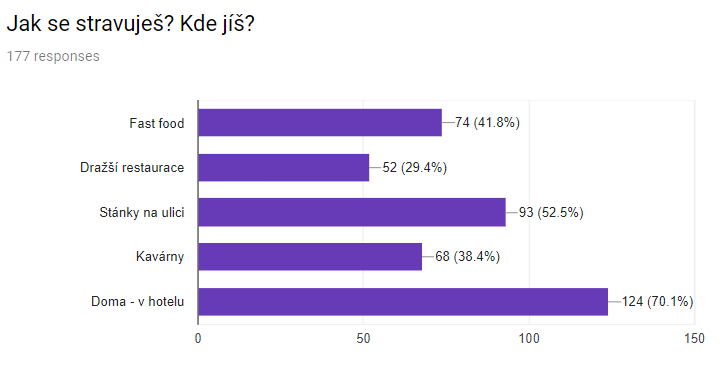 Jak se stravuješ? Kde jíš?
177 responses
Fast food
74 (41.8%)
Dražší restaurace
52 (29.4%)
Stánky na ulici
93 (52.5%)
Kavárny
68 (38.4%)
Doma - v hotelu
124 (70.1%)
0 50 100 150